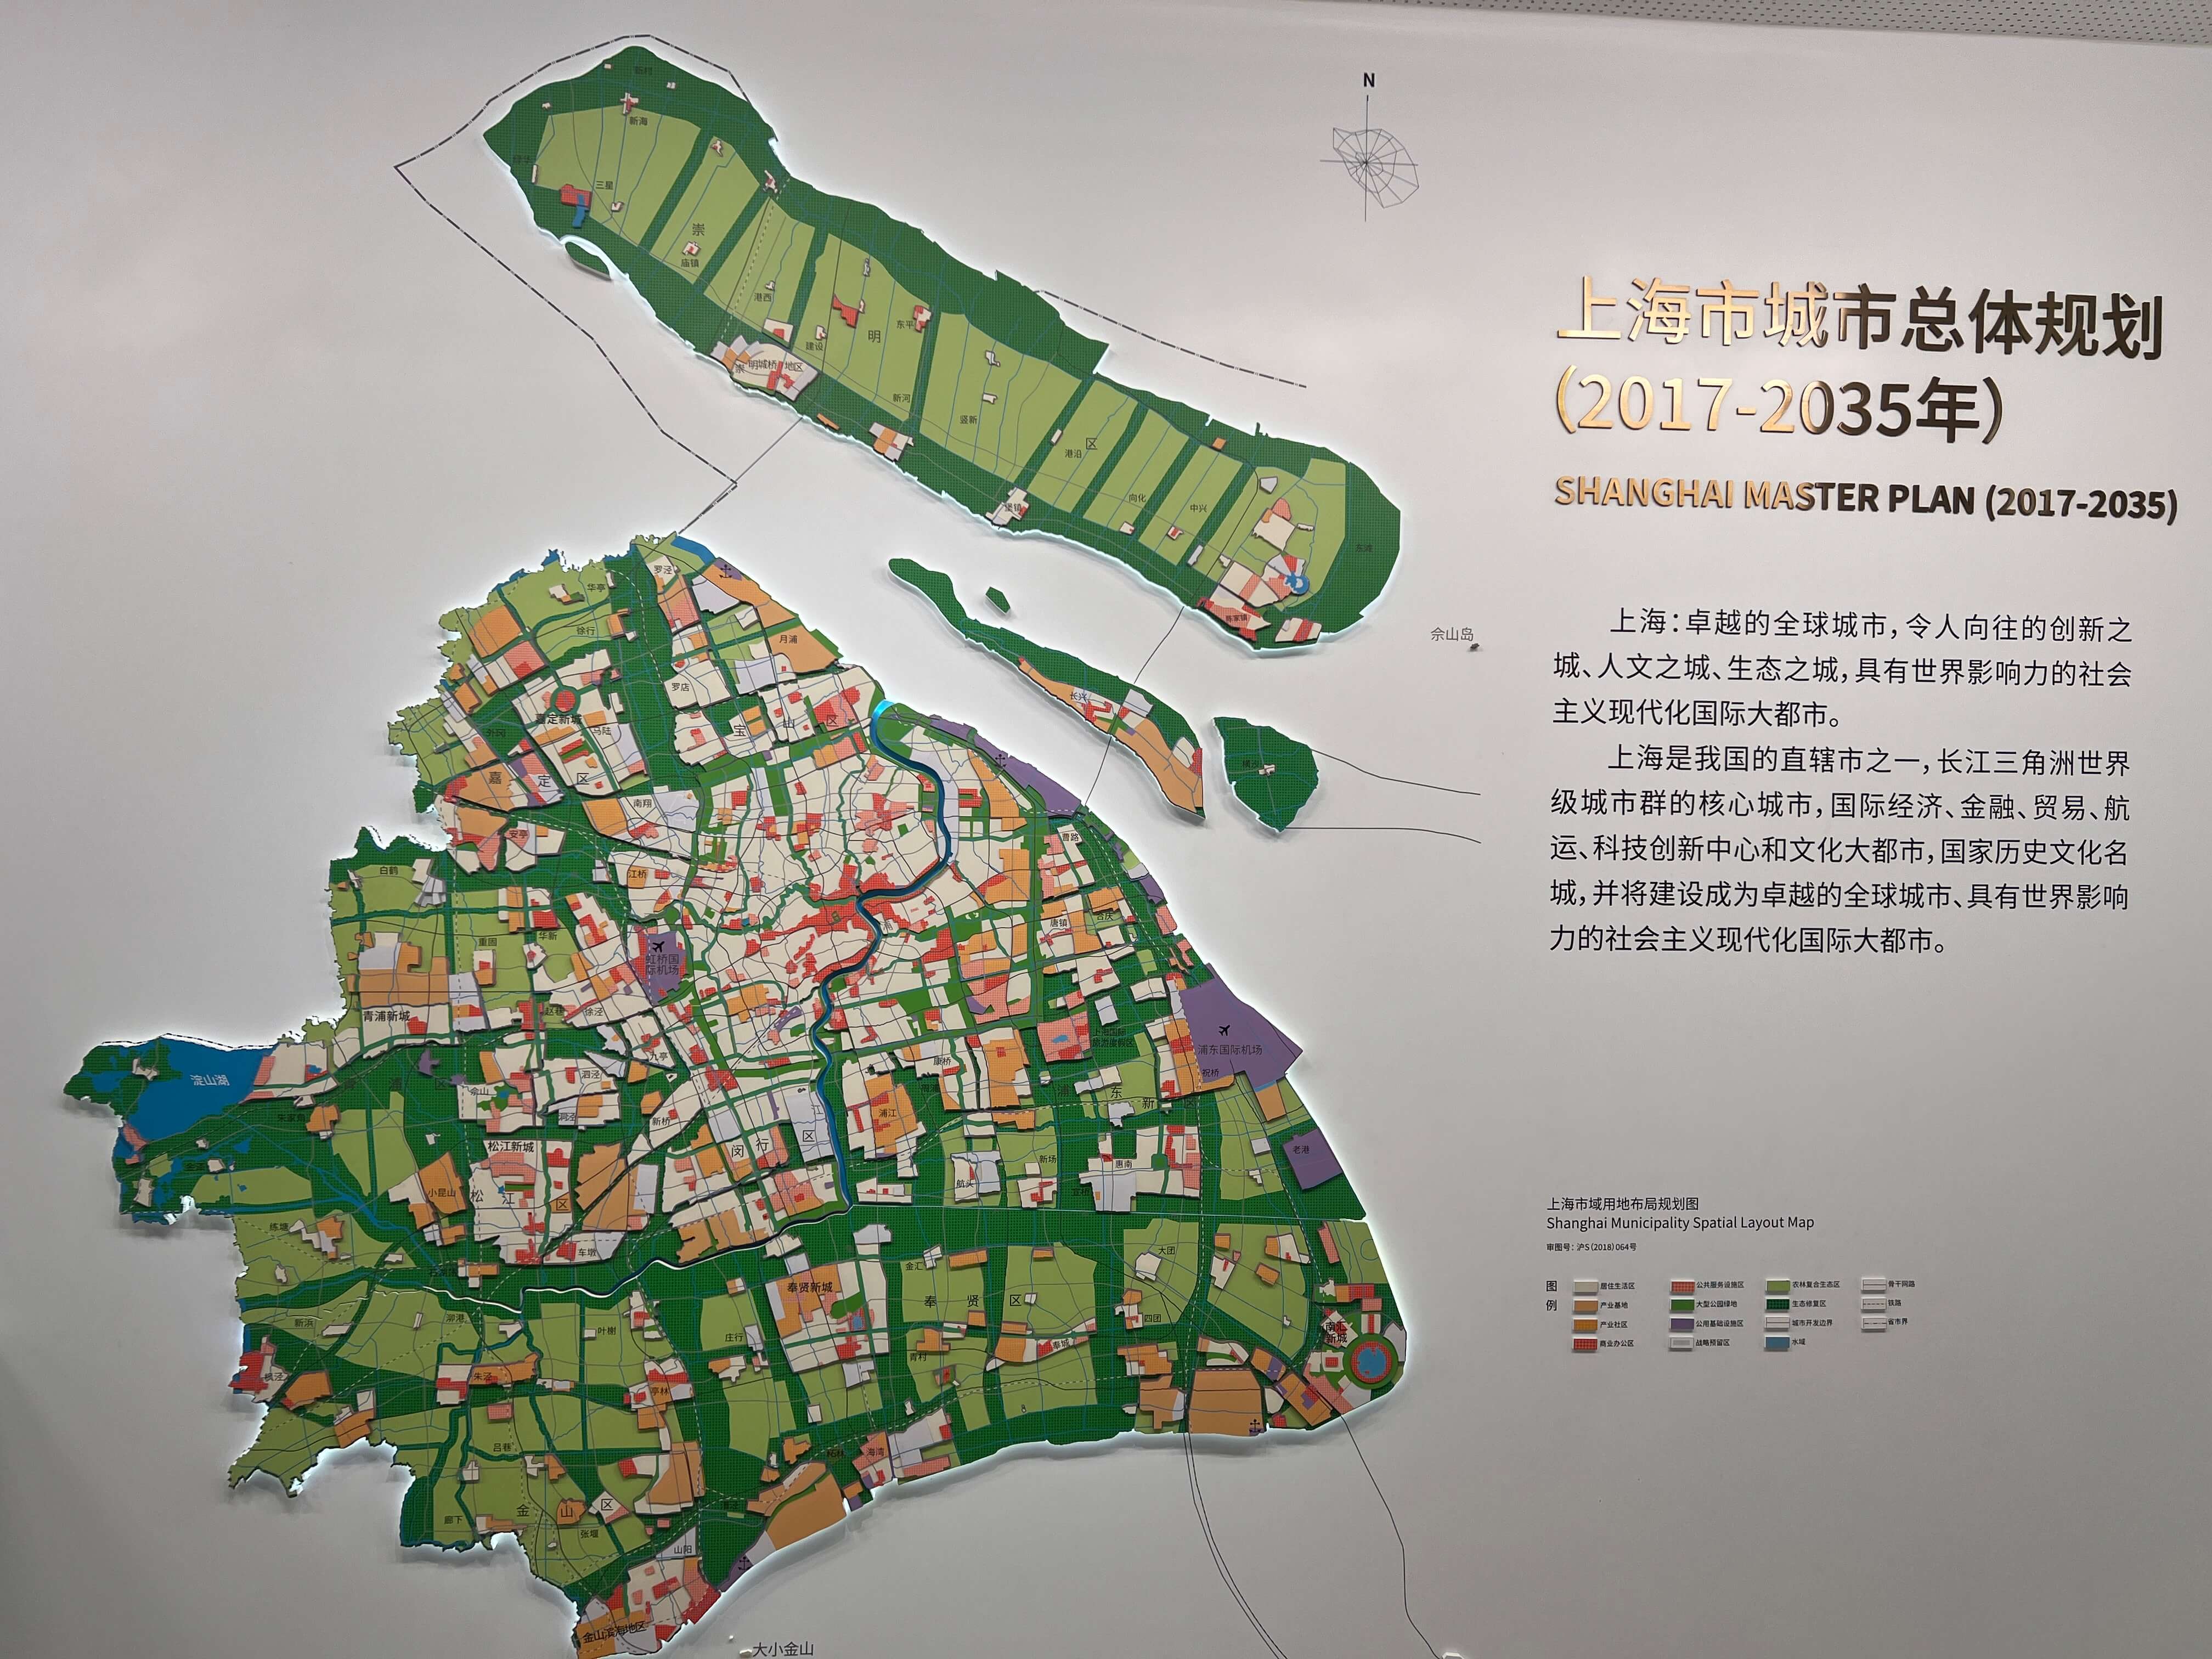 N
上海市城市总体规划
(2017-2035年)
SHANGHAI MASTER PLAN (2017-2035)
上海：卓越的全球城市，令人向往的创新之
城、人文之城、生态之城，具有世界影响力的社会
主义现代化国际大都市。
上海是我国的直辖市之一，长江三角洲世界
级城市群的核心城市，国际经济、金融、贸易、航
运、科技创新中心和文化大都市，国家历史文化名
城，并将建设成为卓越的全球城市、具有世界影响
力的社会主义现代化国际大都市。
上海市域用地布局规划图
Shanghai Municipality Spatial Layout Map
审图号：沪S(2018)064号
图例
居住生活区
产业基地
产业社区
商业办公区
公共服务设施区
大型公园绿地
公用基础设施区
战略预留区
农林复合生态区
生态修复区
城市开发边界
水域
骨干河路
铁路
省市界
新海
三星
崇
庙镇
港西
明
东平
建设
崇明城桥地区
新河
竖新
区
港沿
向化
中兴
堡镇
东滩
陈家镇
佘山岛
长兴
横沙
罗泾
华亭
徐行
月浦
罗店
嘉定新城
马陆
外冈
宝
山
区
嘉
定
区
南翔
安亭
江桥
曹路
白鹤
重固
华新
虹桥国
际机场
唐镇
合庆
青浦新城
赵巷
徐泾
九亭
泗泾
佘山
洞泾
新桥
康桥
浦东国际机场
祝桥
淀山湖
东
新
浦江
松江新城
小昆山
松
江
区
闵
行
区
老港
新场
惠南
航头
宣桥
练塘
车墩
大团
金汇
奉贤新城
奉
贤
区
新浜
泖港
叶榭
庄行
四团
青村
奉城
南汇
新城
枫泾
朱泾
亭林
吕巷
柘林
海湾
金
山
区
廊下
张堰
山阳
金山滨海地区
大小金山